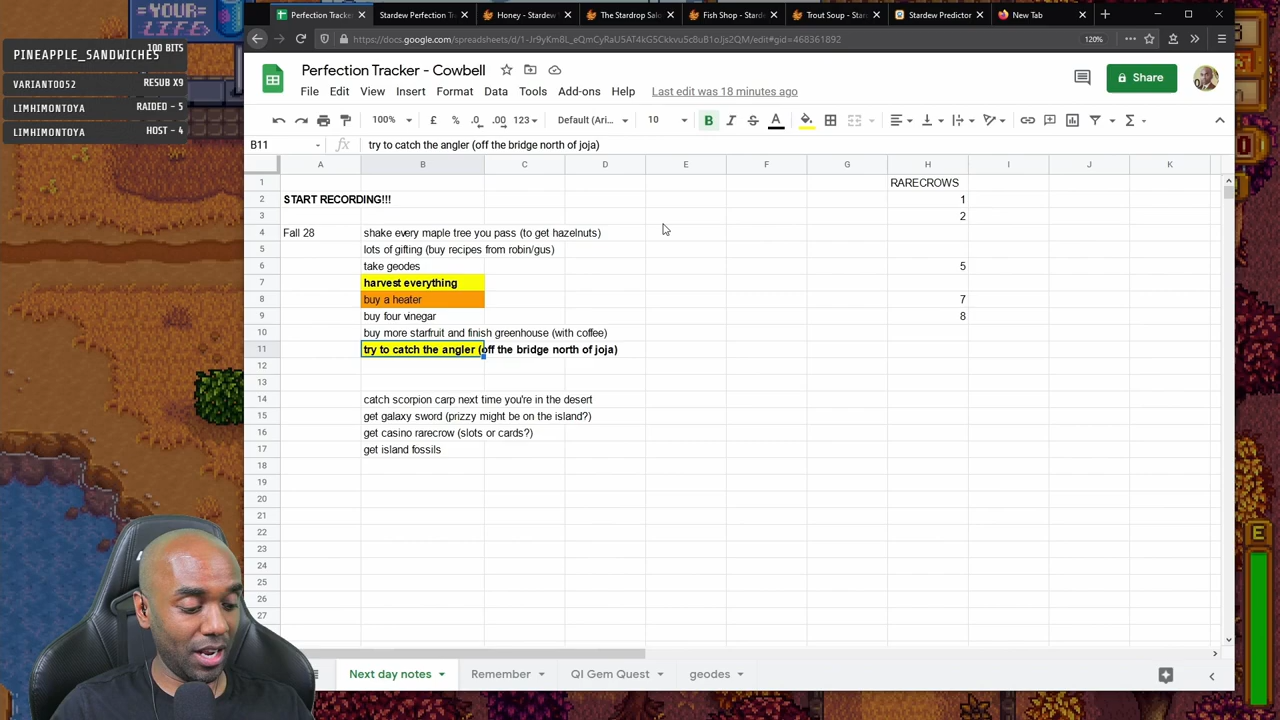 YOUR
LIFE
100 BITS
PINEAPPLE_SANDWICHES
VARIANT0052 RESUB X9
LIMHIMONTOYA RAIDED - 5
LIMHIMONTOYA HOST - 4
Perfection Tracke Stardew Perfection T Honey - Stardew The Stardrop Sal Fish Shop - Stard Trout Soup - Stard Stardew Predictor New Tab
120%
Perfection Tracker - Cowbell
File Edit View Insert Format Data Tools Add-ons Help Last edit was 18 minutes ago
Share
100% £ % .0 .00 123 Default (Ari... 10 B I S A
B11 fx try to catch the angler (off the bridge north of joja)
A B C D E F G H I J K
1 RARECROWS
2 START RECORDING!!! 1
3 2
4 Fall 28 shake every maple tree you pass (to get hazelnuts)
5 lots of gifting (buy recipes from robin/gus)
6 take geodes 5
7 harvest everything
8 buy a heater 7
9 buy four vinegar 8
10 buy more starfruit and finish greenhouse (with coffee)
11 try to catch the angler (off the bridge north of joja)
12
13
14 catch scorpion carp next time you're in the desert
15 get galaxy sword (prizzy might be on the island?)
16 get casino rarecrow (slots or cards?)
17 get island fossils
18
19
20
21
22
23
24
25
26
27
Next day notes Remember QI Gem Quest geodes
E